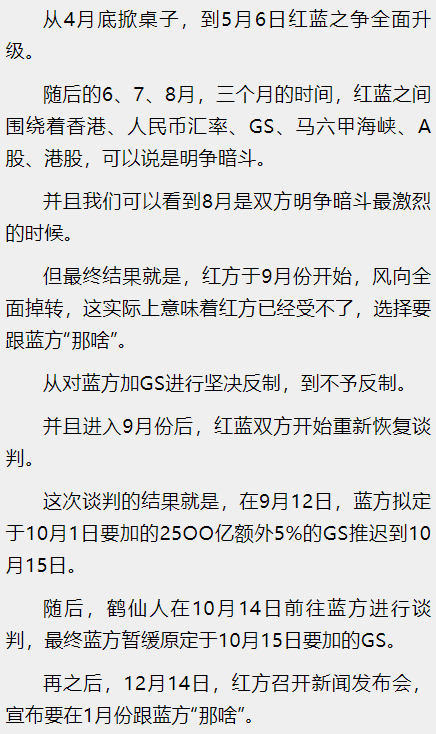 从4月底掀桌子，到5月6日红蓝之争全面升
级。
随后的6、7、8月，三个月的时间，红蓝之间
围绕着香港、人民币汇率、GS、马六甲海峡、A
股、港股，可以说是明争暗斗。
并且我们可以看到8月是双方明争暗斗最激烈
的时候。
但最终结果就是，红方于9月份开始，风向全
面掉转，这实际上意味着红方已经受不了，选择要
跟蓝方“那啥”。
从对蓝方加GS进行坚决反制，到不予反制。
并且进入9月份后，红蓝双方开始重新恢复谈
判。
这次谈判的结果就是，在9月12日，蓝方拟定
于10月1日要加的25OO亿额外5%的GS推迟到10
月15日。
随后，鹤仙人在10月14日前往蓝方进行谈
判，最终蓝方暂缓原定于10月15日要加的GS。
再之后，12月14日，红方召开新闻发布会，
宣布要在1月份跟蓝方“那啥”。